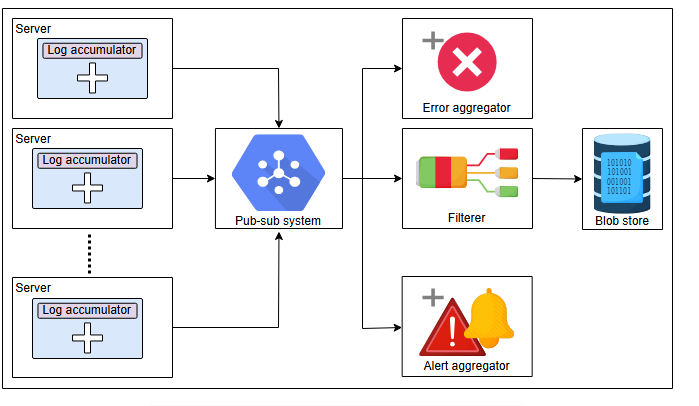 Server
Log accumulator
Error aggregator
Server
Log accumulator
Pub-sub system
Filterer
101010
101001
001001
101101
Blob store
Server
Log accumulator
Alert aggregator